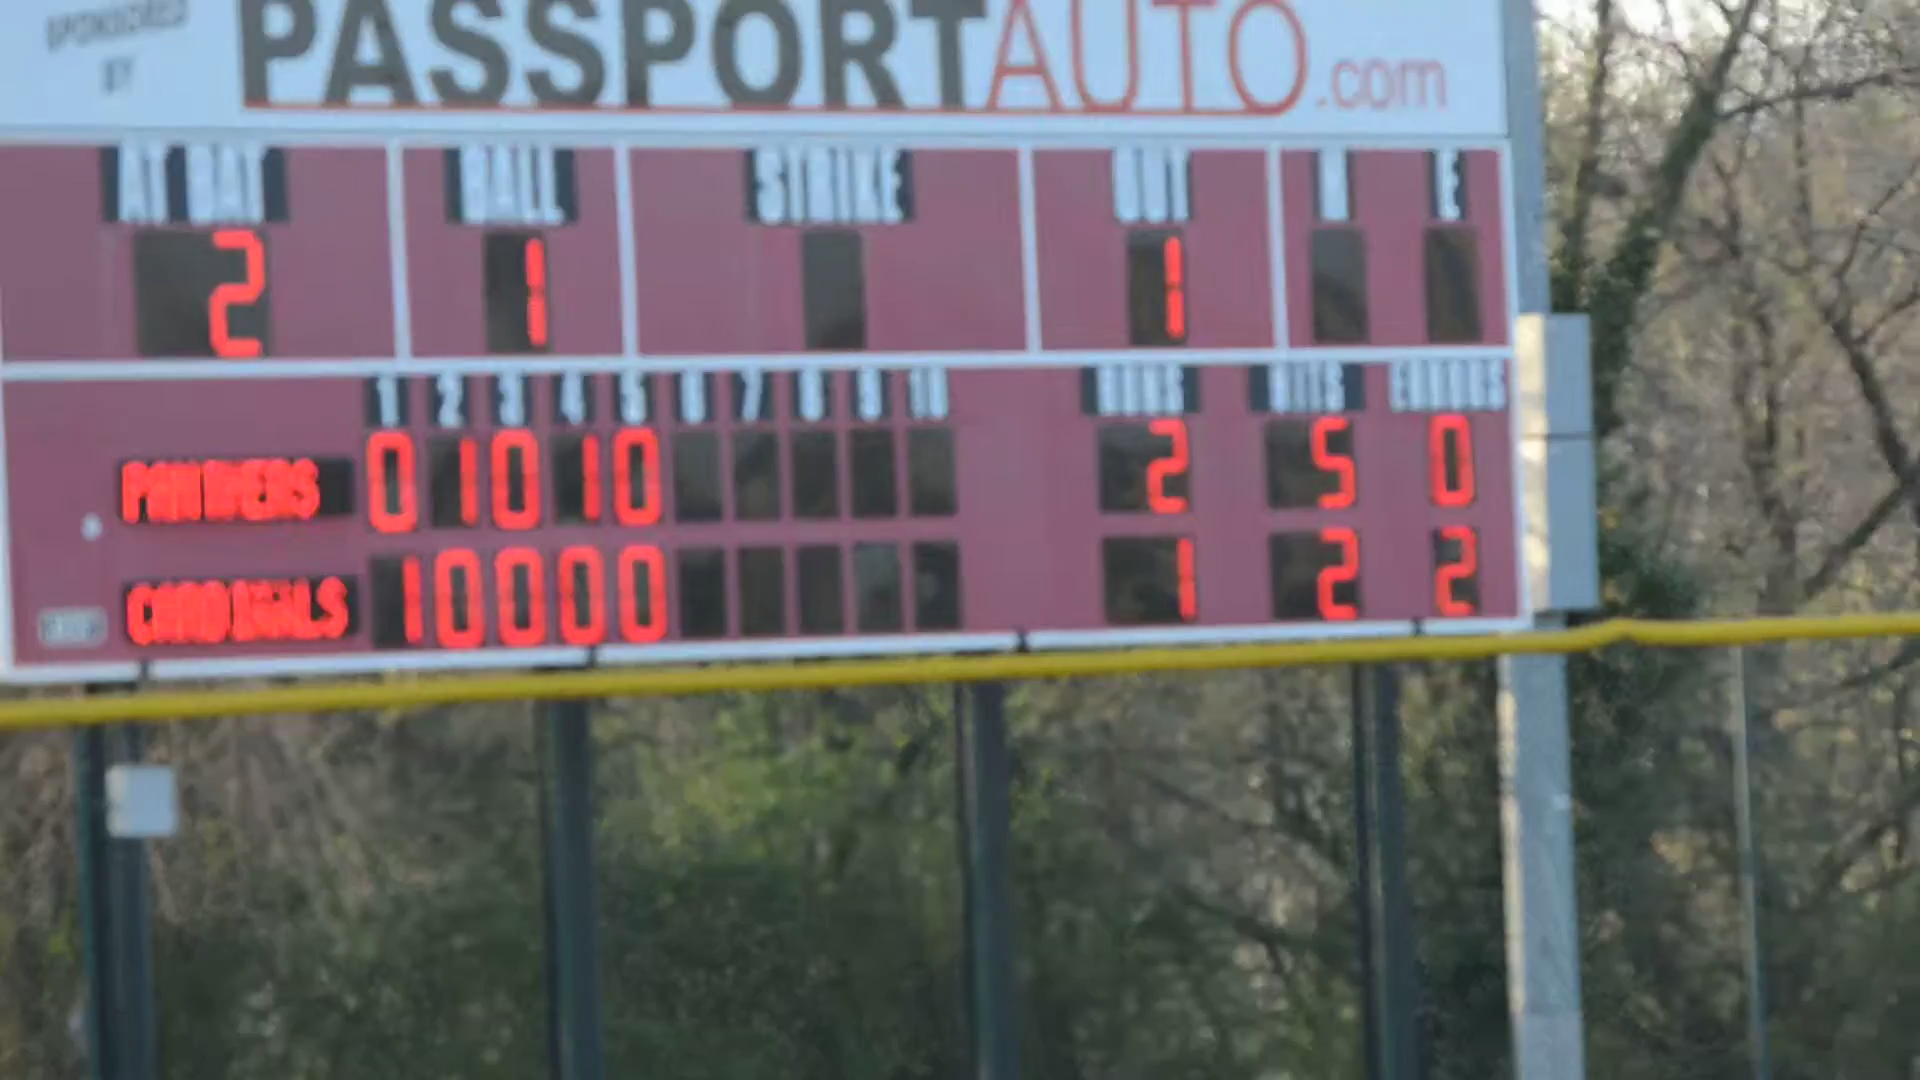 SPONSORED
BY
PASSPORTAUTO.com
AT BAT BALL STRIKE OUT H E
2 1 1
1 2 3 4 5 6 7 8 9 10 RUNS HITS ERRORS
PANTHERS 0 1 0 1 0 2 5 0
CARDINALS 1 0 0 0 0 1 2 2